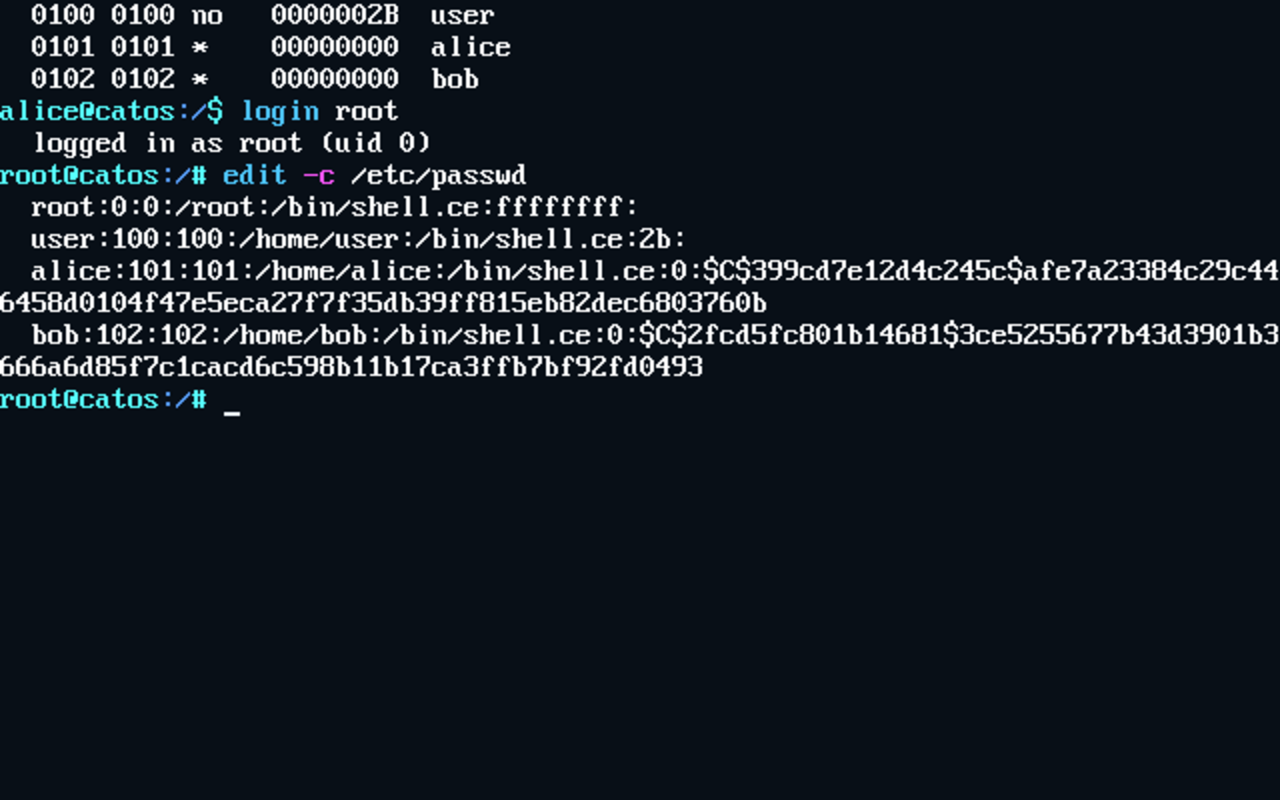 0100 0100 no    0000002B  user
0101 0101 *    00000000  alice
0102 0102 *    00000000  bob
alice@catos:/$ login root
logged in as root (uid 0)
root@catos:/# edit -c /etc/passwd
root:0:0:/root:/bin/shell.ce:ffffffff:
user:100:100:/home/user:/bin/shell.ce:2b:
alice:101:101:/home/alice:/bin/shell.ce:0:$C$399cd7e12d4c245c$afe7a23384c29c44
6458d0104f47e5eca27f7f35db39ff815eb82dec6803760b
bob:102:102:/home/bob:/bin/shell.ce:0:$C$2fcd5fc801b14681$3ce5255677b43d3901b3
666a6d85f7c1cacd6c598b11b17ca3ffb7bf92fd0493
root@catos:/# _